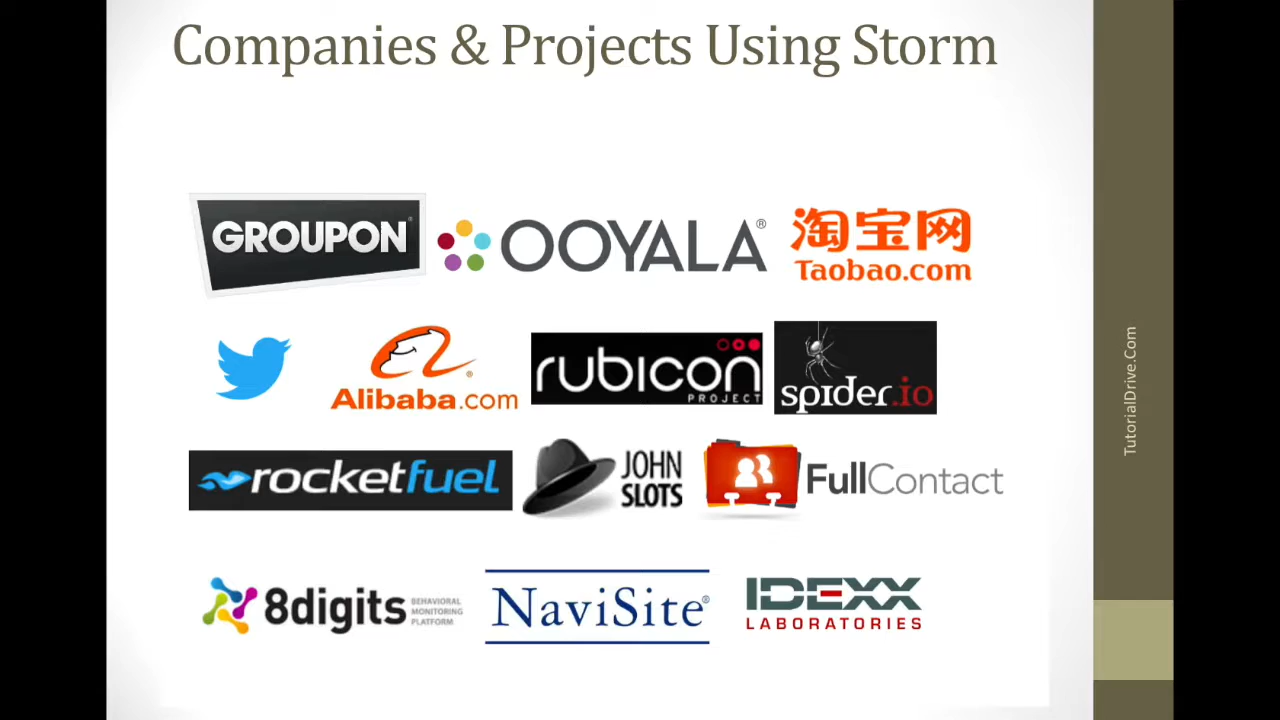 Companies & Projects Using Storm
GROUPON®
OOYALA®
淘宝网
Taobao.com
Alibaba.com®
rubicon
PROJECT
spider.io
rocketfuel
JOHN
SLOTS
FullContact
8digits
BEHAVIORAL
MONITORING
PLATFORM
NaviSite®
IDEXX
LABORATORIES
TutorialDrive.Com